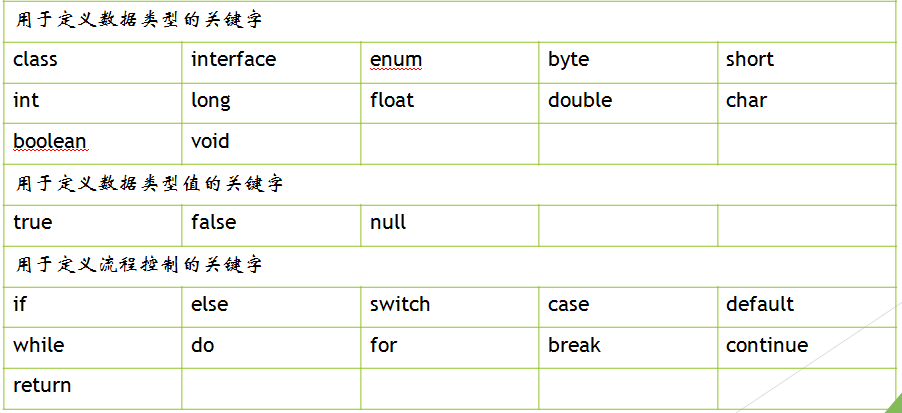 用于定义数据类型的关键字
class interface enum byte short
int long float double char
boolean void
用于定义数据类型值的关键字
true false null
用于定义流程控制的关键字
if else switch case default
while do for break continue
return